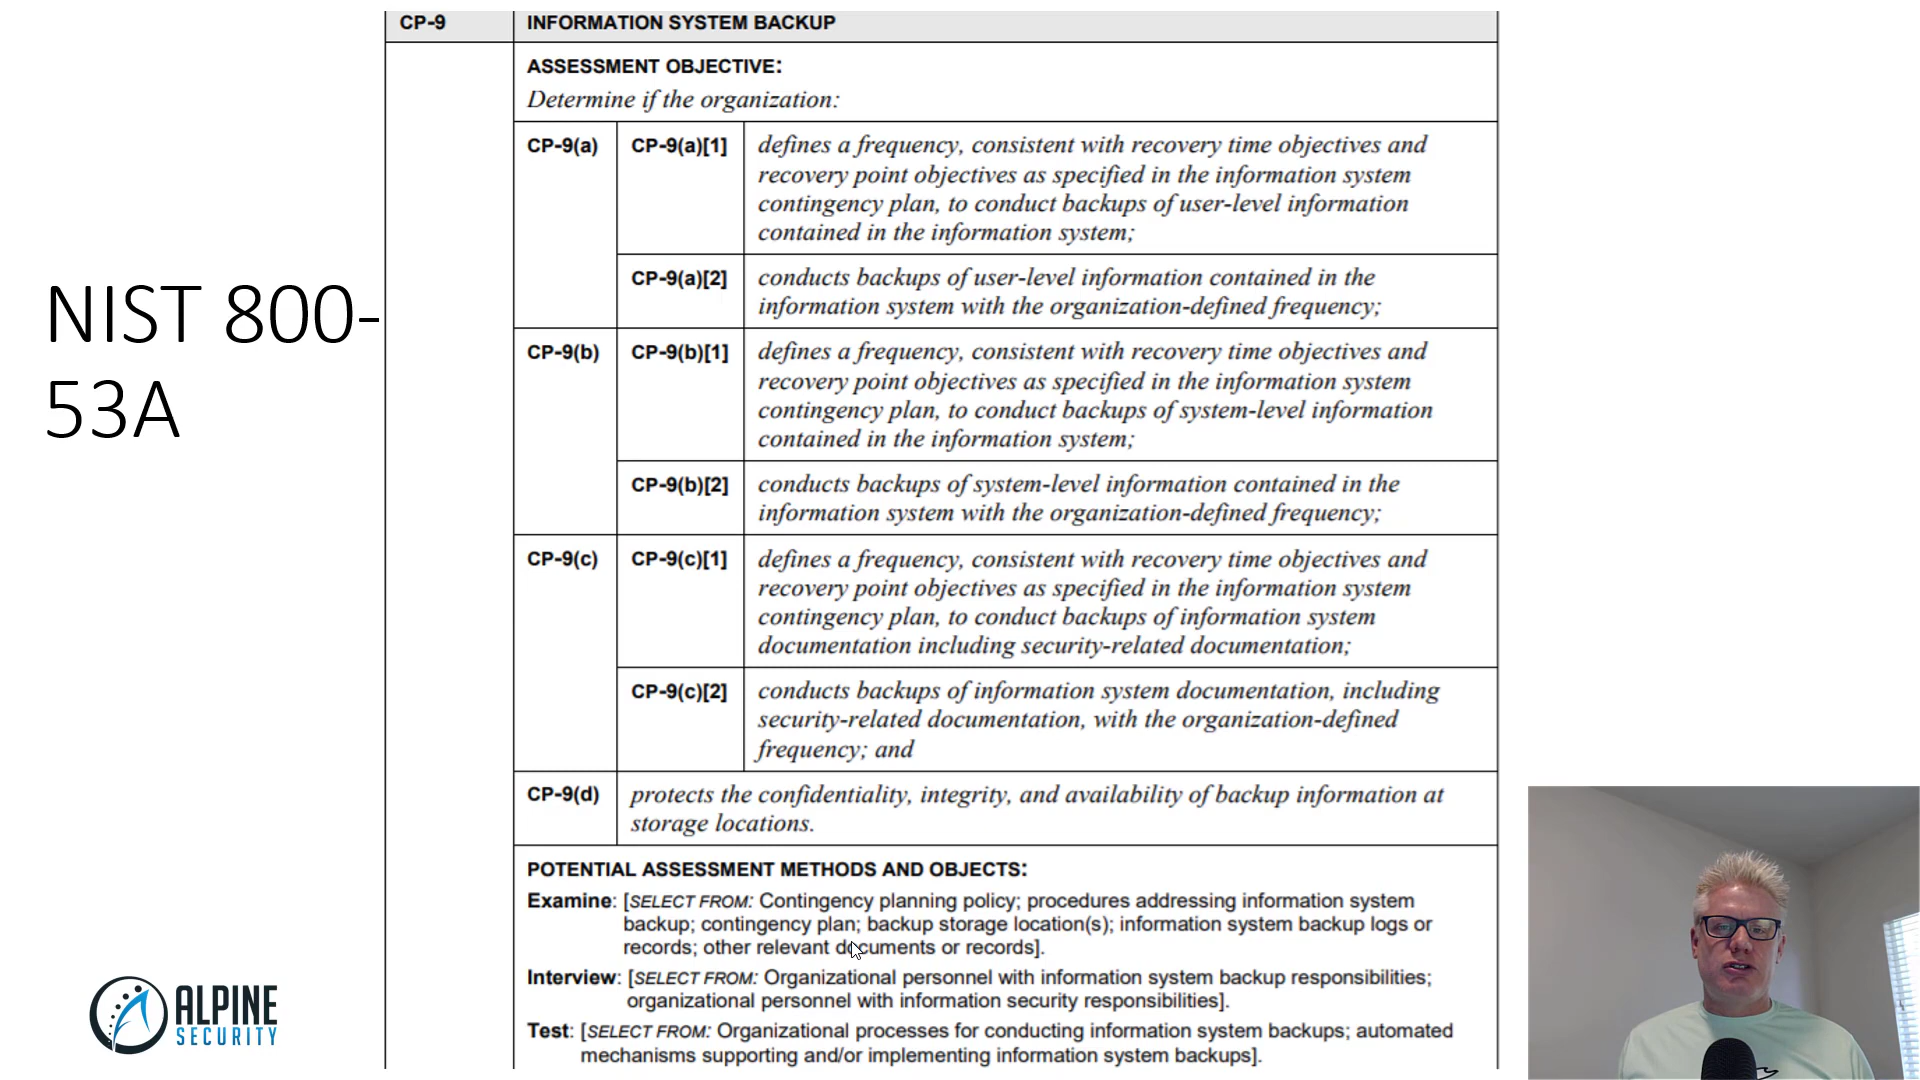 CP-9 INFORMATION SYSTEM BACKUP
ASSESSMENT OBJECTIVE:
Determine if the organization:
CP-9(a) CP-9(a)[1] defines a frequency, consistent with recovery time objectives and
recovery point objectives as specified in the information system
contingency plan, to conduct backups of user-level information
contained in the information system;
CP-9(a)[2] conducts backups of user-level information contained in the
information system with the organization-defined frequency;
NIST 800-
53A
CP-9(b) CP-9(b)[1] defines a frequency, consistent with recovery time objectives and
recovery point objectives as specified in the information system
contingency plan, to conduct backups of system-level information
contained in the information system;
CP-9(b)[2] conducts backups of system-level information contained in the
information system with the organization-defined frequency;
CP-9(c) CP-9(c)[1] defines a frequency, consistent with recovery time objectives and
recovery point objectives as specified in the information system
contingency plan, to conduct backups of information system
documentation including security-related documentation;
CP-9(c)[2] conducts backups of information system documentation, including
security-related documentation, with the organization-defined
frequency; and
CP-9(d) protects the confidentiality, integrity, and availability of backup information at
storage locations.
POTENTIAL ASSESSMENT METHODS AND OBJECTS:
Examine: [SELECT FROM: Contingency planning policy; procedures addressing information system
backup; contingency plan; backup storage location(s); information system backup logs or
records; other relevant documents or records].
Interview: [SELECT FROM: Organizational personnel with information system backup responsibilities;
organizational personnel with information security responsibilities].
Test: [SELECT FROM: Organizational processes for conducting information system backups; automated
mechanisms supporting and/or implementing information system backups].
ALPINE
SECURITY